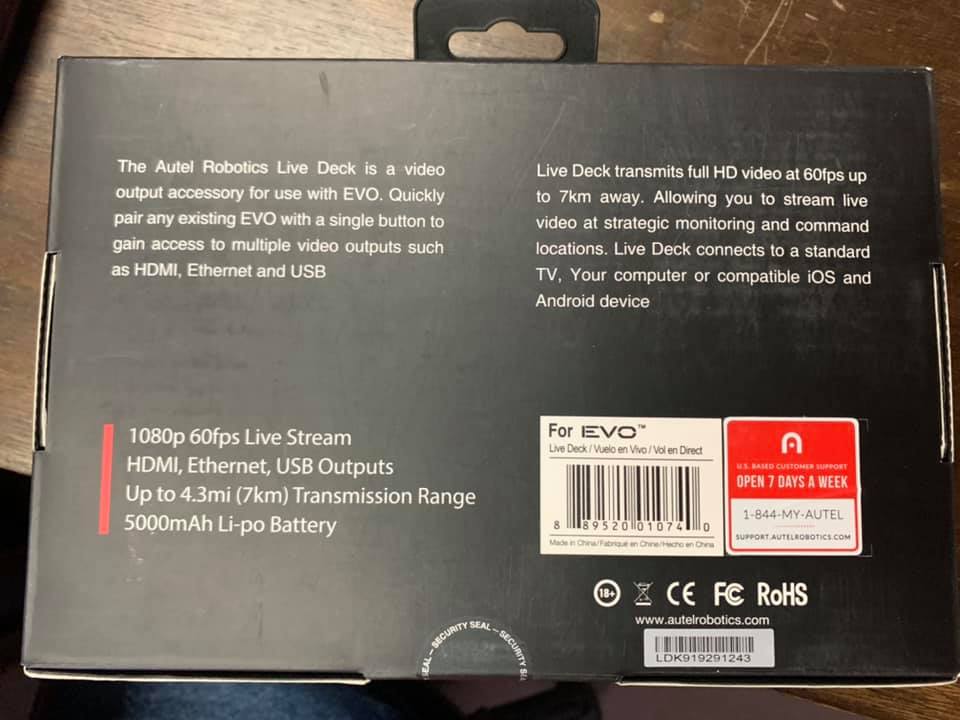 The Autel Robotics Live Deck is a video
output accessory for use with EVO. Quickly
pair any existing EVO with a single button to
gain access to multiple video outputs such
as HDMI, Ethernet and USB
Live Deck transmits full HD video at 60fps up
to 7km away. Allowing you to stream live
video at strategic monitoring and command
locations. Live Deck connects to a standard
TV, Your computer or compatible iOS and
Android device
1080p 60fps Live Stream
HDMI, Ethernet, USB Outputs
Up to 4.3mi (7km) Transmission Range
5000mAh Li-po Battery
For EVO™
Live Deck / Vuelo en Vivo / Vol en Direct
8 89520 01074 0
Made in China/Fabriqué en Chine/Hecho en China
U.S. BASED CUSTOMER SUPPORT
OPEN 7 DAYS A WEEK
1-844-MY-AUTEL
SUPPORT.AUTELROBOTICS.COM
18+ CE FC RoHS
www.autelrobotics.com
LDK919291243
EAL – SECURITY SEAL – SECURITY S